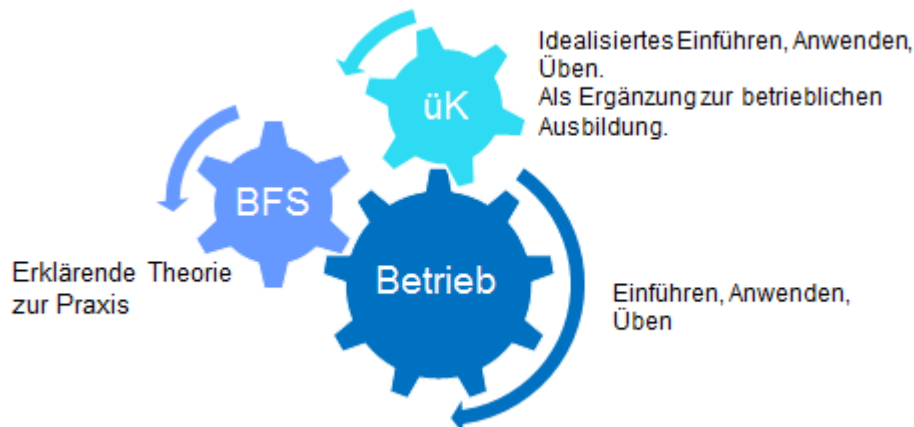 Idealisiertes Einführen, Anwenden,
Üben.
Als Ergänzung zur betrieblichen
Ausbildung.
üK
BFS
Betrieb
Erklärende Theorie
zur Praxis
Einführen, Anwenden,
Üben